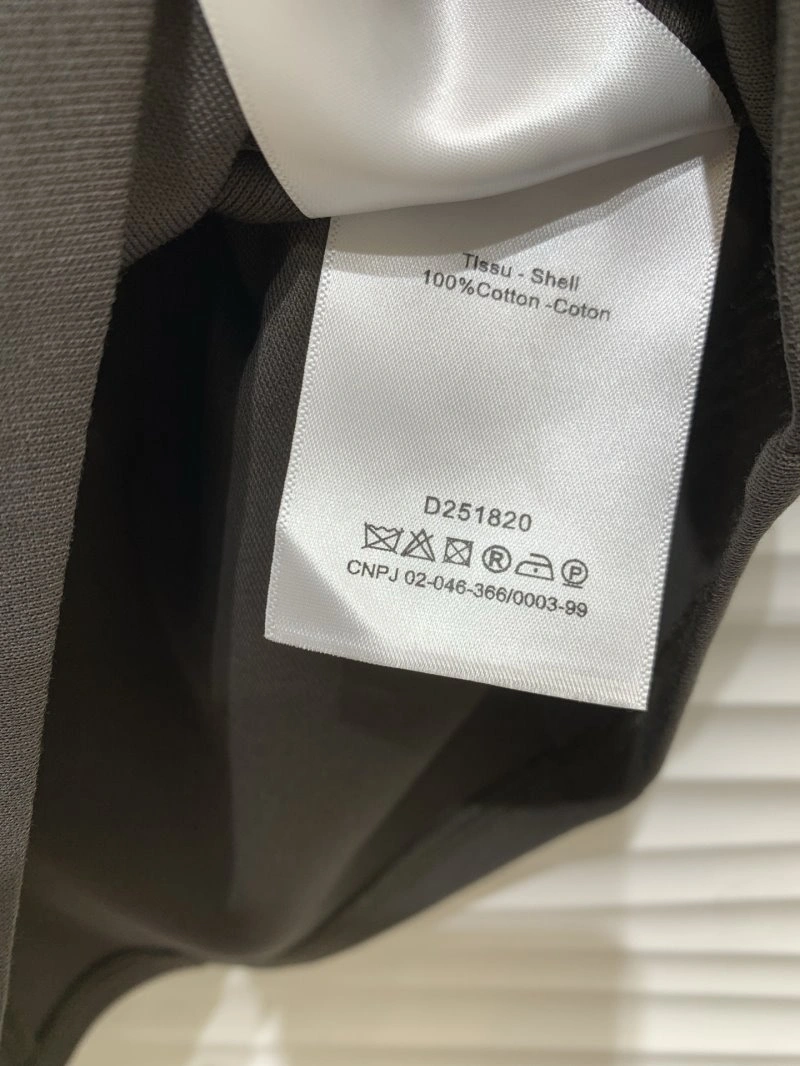 Tissu - Shell
100%Cotton -Coton
D251820
R P
CNPJ 02-046-366/0003-99